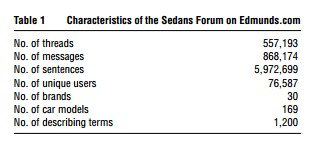 Table 1 Characteristics of the Sedans Forum on Edmunds.com
No. of threads 557,193
No. of messages 868,174
No. of sentences 5,972,699
No. of unique users 76,587
No. of brands 30
No. of car models 169
No. of describing terms 1,200